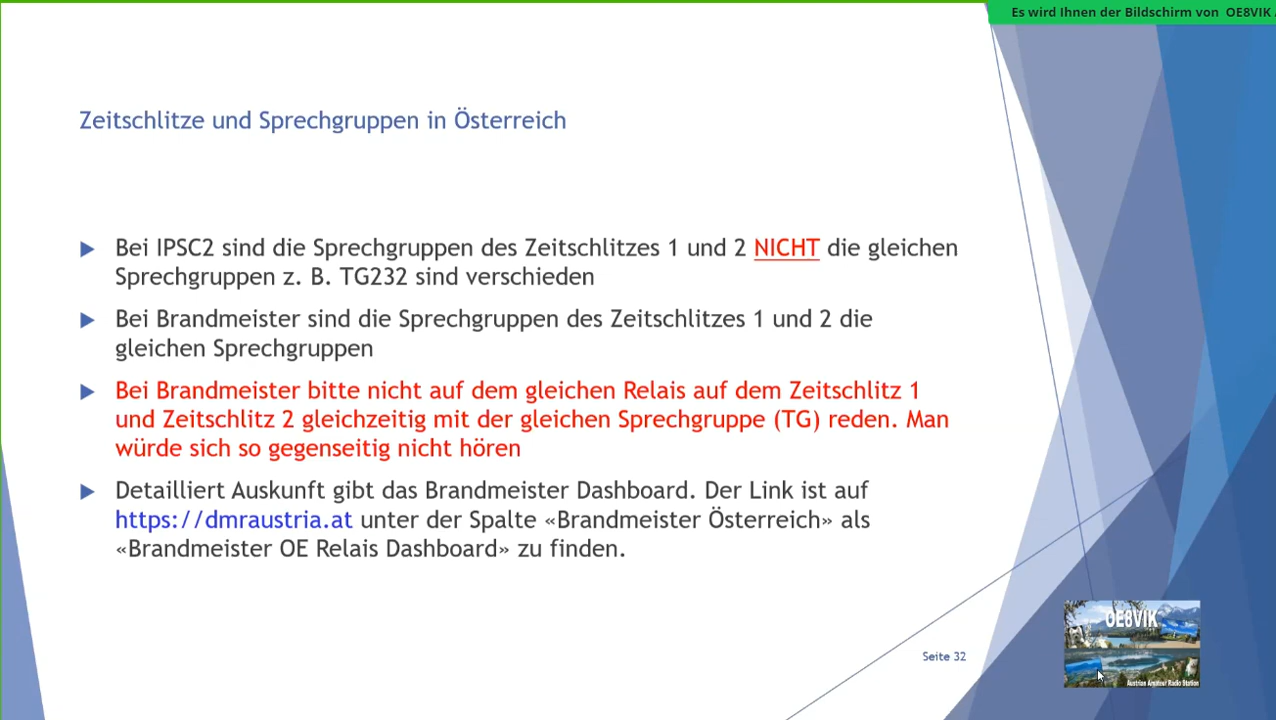 Es wird Ihnen der Bildschirm von OE8VIK
Zeitschlitze und Sprechgruppen in Österreich
Bei IPSC2 sind die Sprechgruppen des Zeitschlitzes 1 und 2 NICHT die gleichen
Sprechgruppen z. B. TG232 sind verschieden
Bei Brandmeister sind die Sprechgruppen des Zeitschlitzes 1 und 2 die
gleichen Sprechgruppen
Bei Brandmeister bitte nicht auf dem gleichen Relais auf dem Zeitschlitz 1
und Zeitschlitz 2 gleichzeitig mit der gleichen Sprechgruppe (TG) reden. Man
würde sich so gegenseitig nicht hören
Detailliert Auskunft gibt das Brandmeister Dashboard. Der Link ist auf
https://dmraustria.at unter der Spalte «Brandmeister Österreich» als
«Brandmeister OE Relais Dashboard» zu finden.
OE8VIK
Seite 32
Austrian Amateur Radio Station